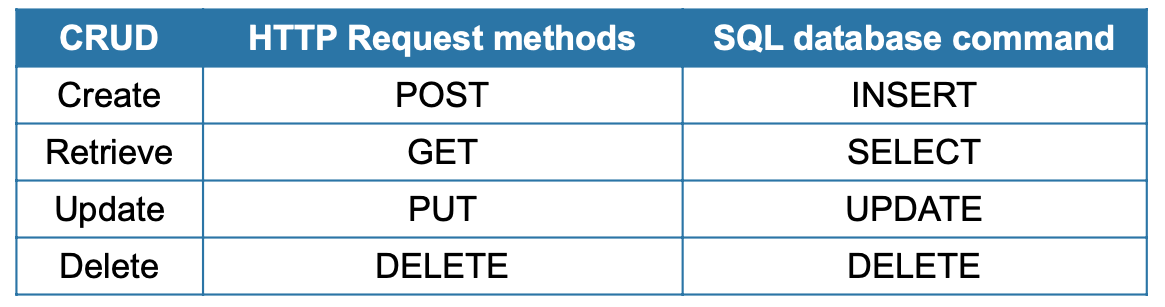 CRUD HTTP Request methods SQL database command
Create POST INSERT
Retrieve GET SELECT
Update PUT UPDATE
Delete DELETE DELETE